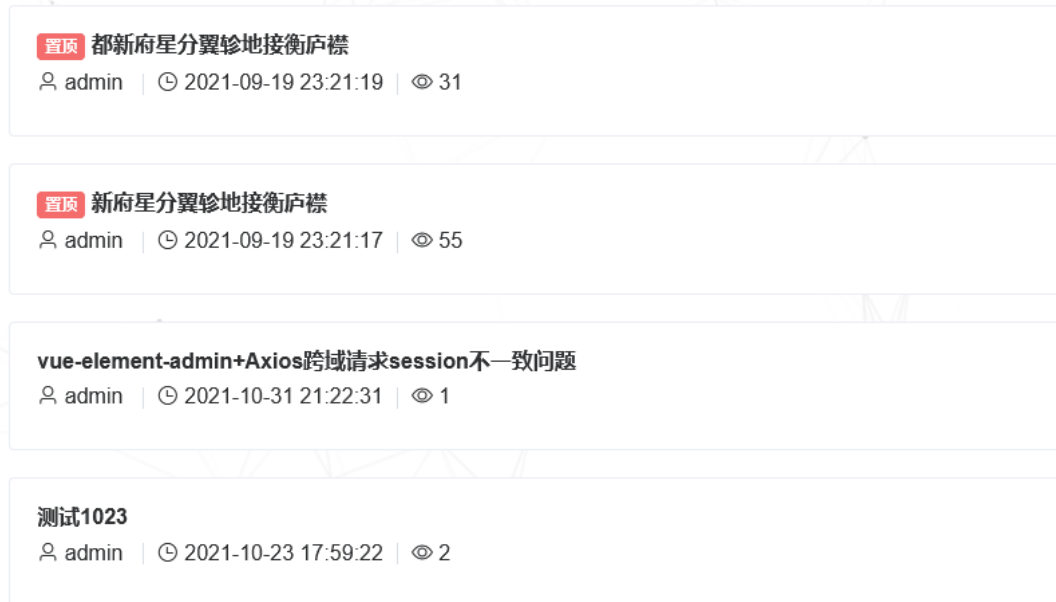 置顶 都新府星分翼轸地接衡庐襟
admin 2021-09-19 23:21:19 31
置顶 新府星分翼轸地接衡庐襟
admin 2021-09-19 23:21:17 55
vue-element-admin+Axios跨域请求session不一致问题
admin 2021-10-31 21:22:31 1
测试1023
admin 2021-10-23 17:59:22 2